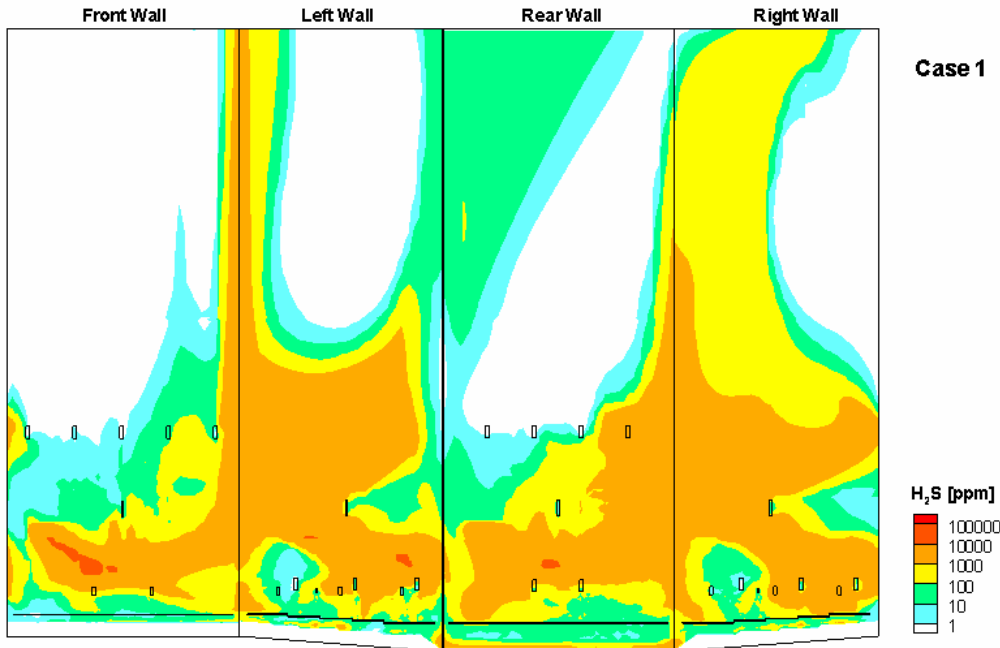 Front Wall
Left Wall
Rear Wall
Right Wall
Case 1
H₂S [ppm]
100000
10000
1000
100
10
1